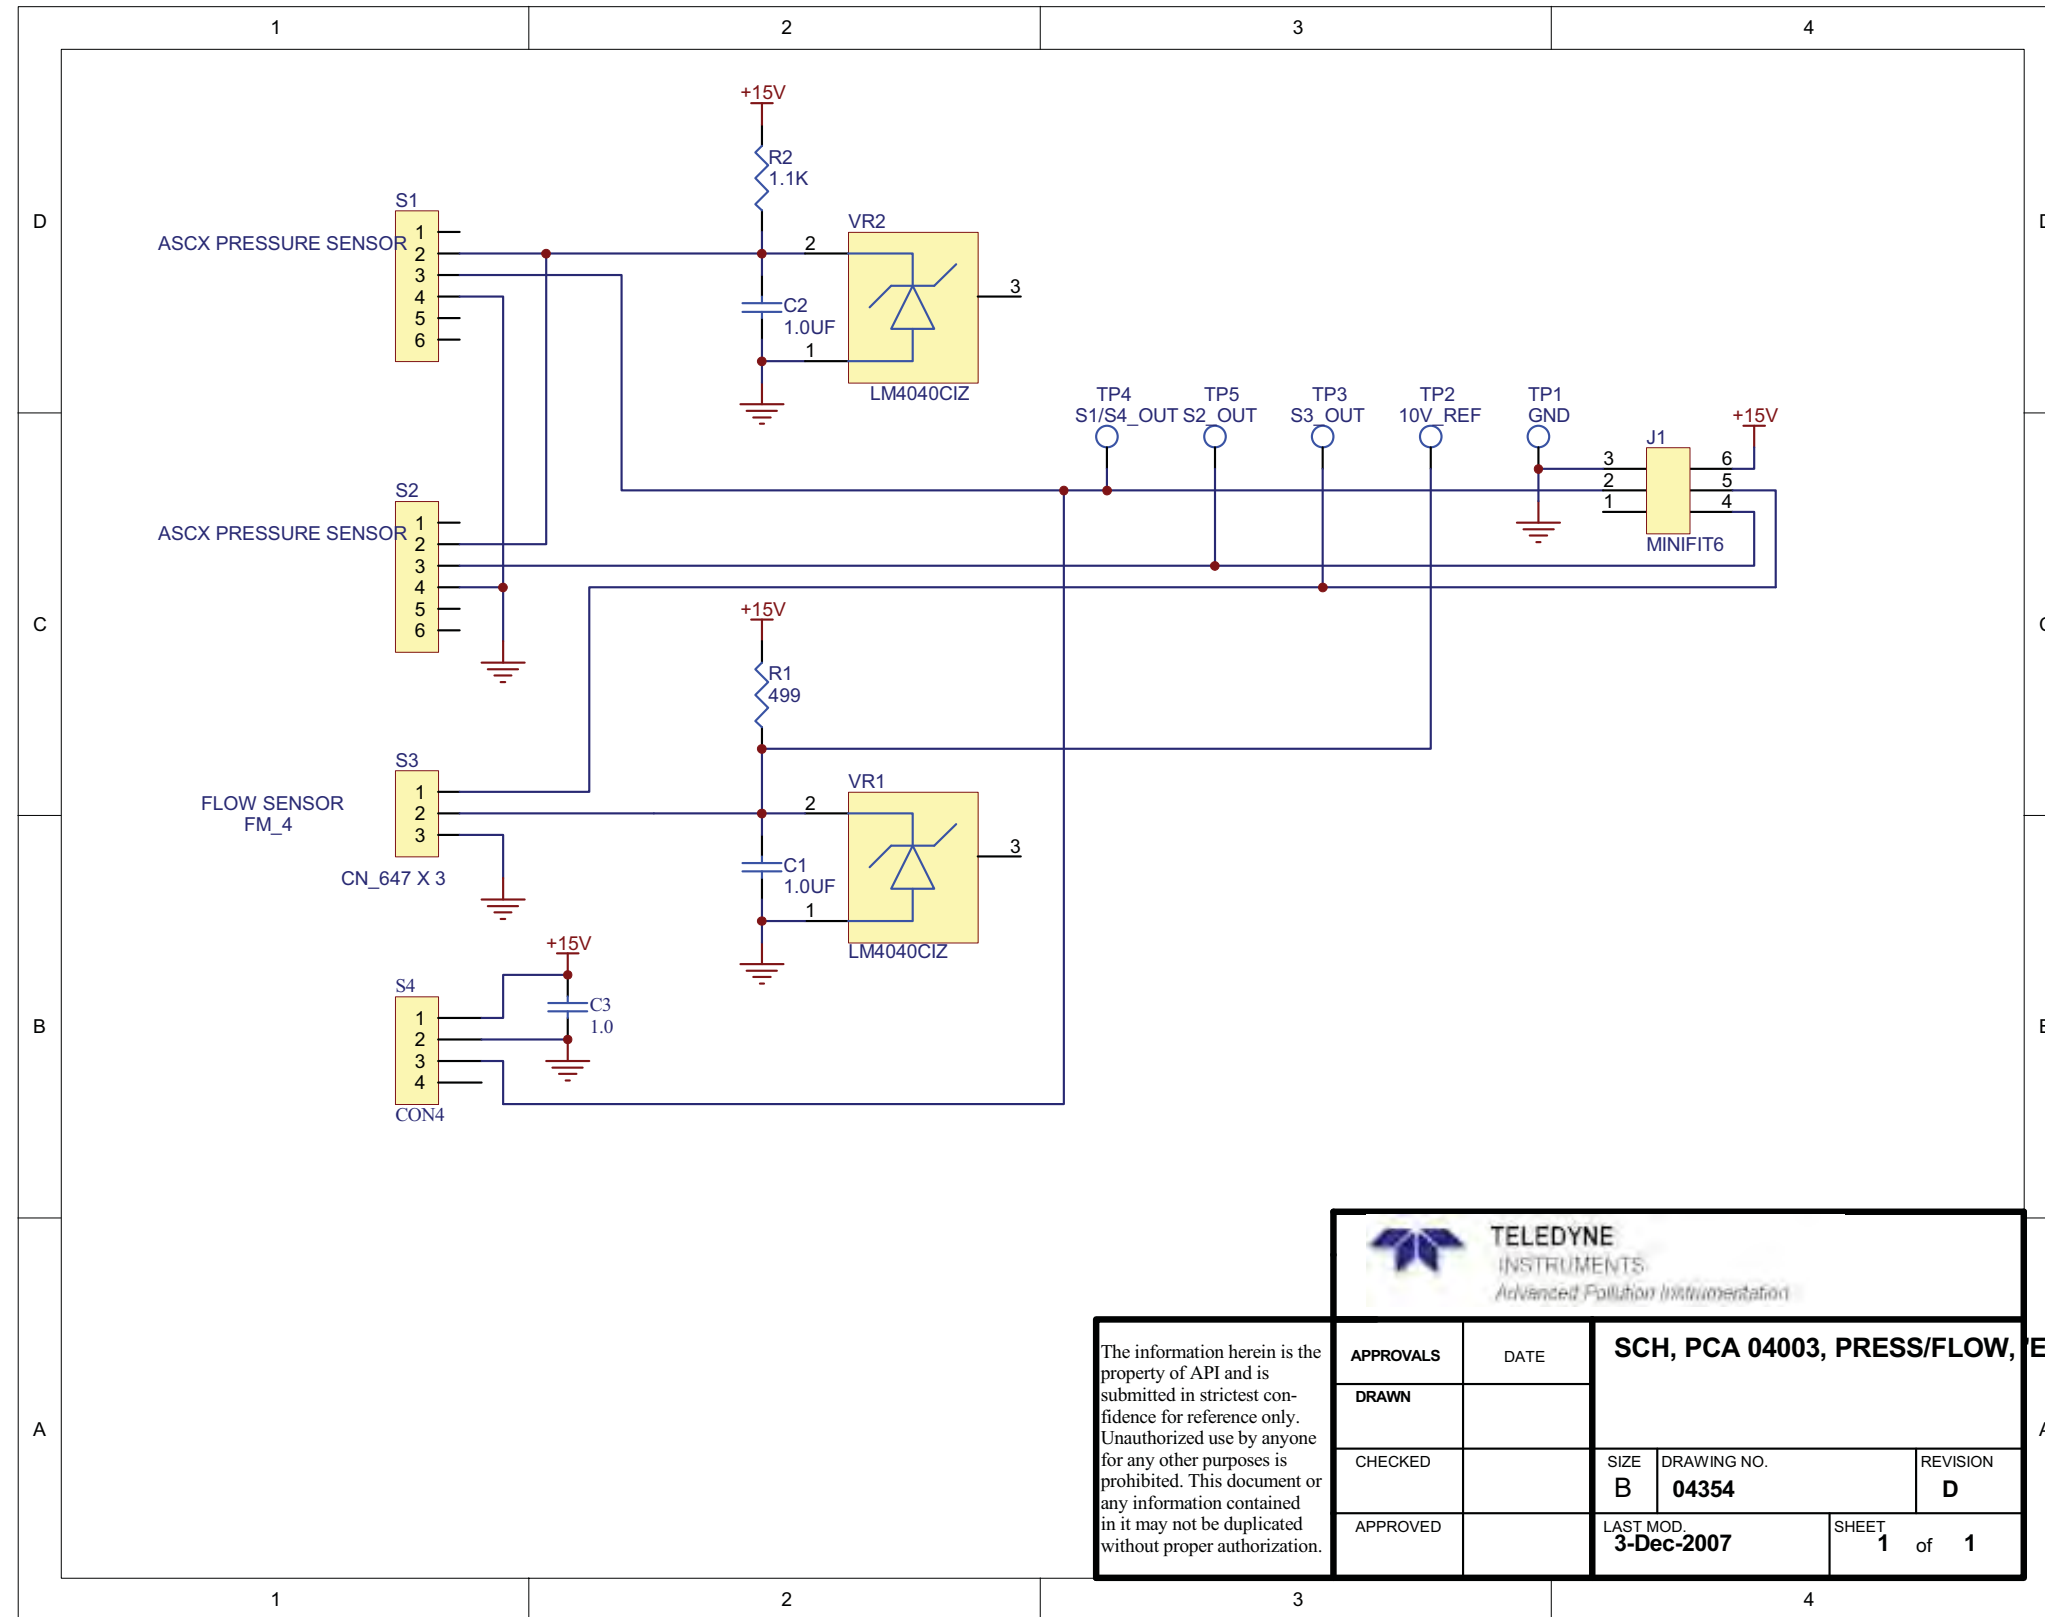 1 2 3 4
D
C
B
A
+15V
R2
1.1K
S1
ASCX PRESSURE SENSOR
1
2
3
4
5
6
VR2
2
3
1
C2
1.0UF
LM4040CIZ
TP4
S1/S4_OUT
TP5
S2_OUT
TP3
S3_OUT
TP2
10V_REF
TP1
GND
+15V
J1
3
2
1
6
5
4
MINIFIT6
S2
ASCX PRESSURE SENSOR
1
2
3
4
5
6
+15V
R1
499
S3
FLOW SENSOR
FM_4
1
2
3
CN_647 X 3
VR1
2
3
1
C1
1.0UF
LM4040CIZ
+15V
S4
1
2
3
4
CON4
C3
1.0
TELEDYNE
INSTRUMENTS
Advanced Pollution Instrumentation
The information herein is the
property of API and is
submitted in strictest con-
fidence for reference only.
Unauthorized use by anyone
for any other purposes is
prohibited. This document or
any information contained
in it may not be duplicated
without proper authorization.
APPROVALS DATE
DRAWN
CHECKED
APPROVED
SCH, PCA 04003, PRESS/FLOW, 'E
SIZE
B
DRAWING NO.
04354
REVISION
D
LAST MOD.
3-Dec-2007
SHEET
1 of 1
1 2 3 4